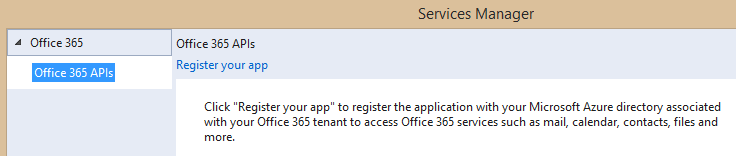 Services Manager
Office 365
Office 365 APIs
Office 365 APIs
Register your app
Click "Register your app" to register the application with your Microsoft Azure directory associated
with your Office 365 tenant to access Office 365 services such as mail, calendar, contacts, files and
more.